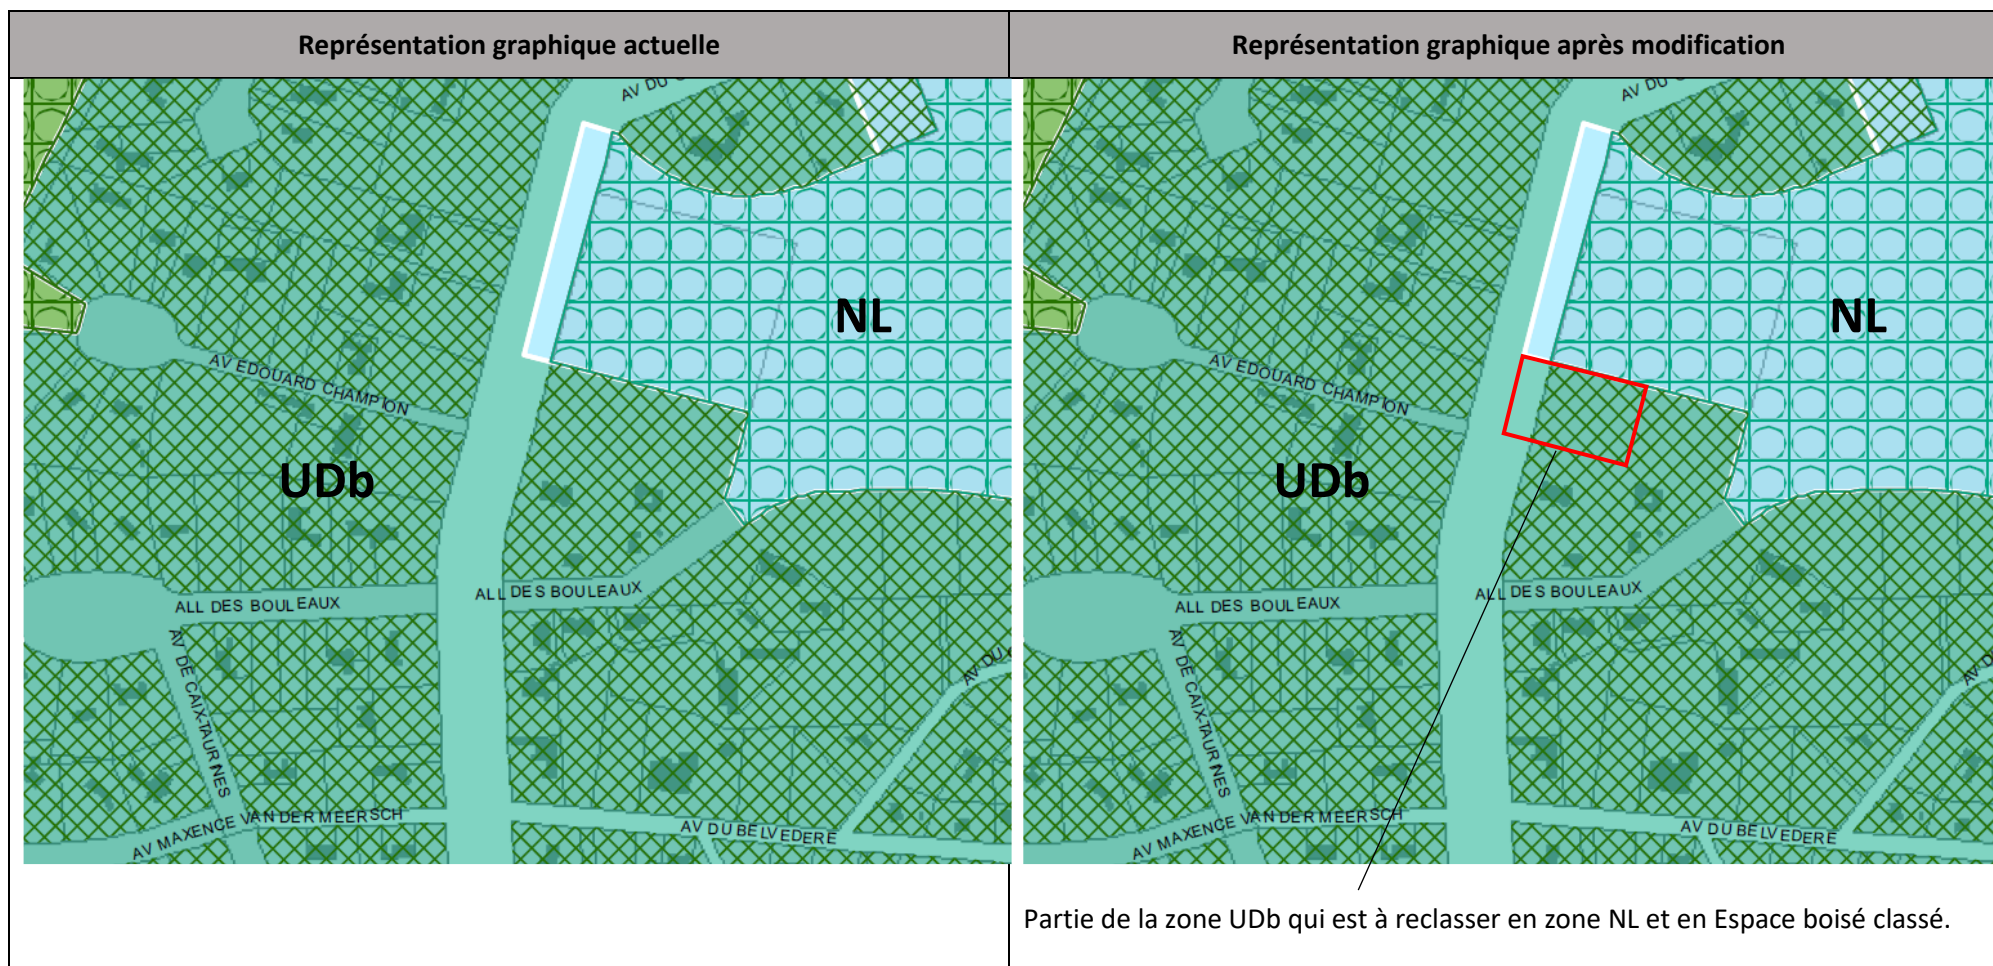 Représentation graphique actuelle
Représentation graphique après modification
AV DU
NL
AV EDOUARD CHAMPION
UDb
ALL DES BOULEAUX
ALL DES BOULEAUX
AV DE CAIX-TAURINES
AV DU
AV MAXENCE VAN DER MEERSCH
AV DU BELVEDERE
AV DU
NL
AV EDOUARD CHAMPION
UDb
ALL DES BOULEAUX
ALL DES BOULEAUX
AV DE CAIX-TAURINES
AV MAXENCE VAN DER MEERSCH
AV DU BELVEDERE
Partie de la zone UDb qui est à reclasser en zone NL et en Espace boisé classé.